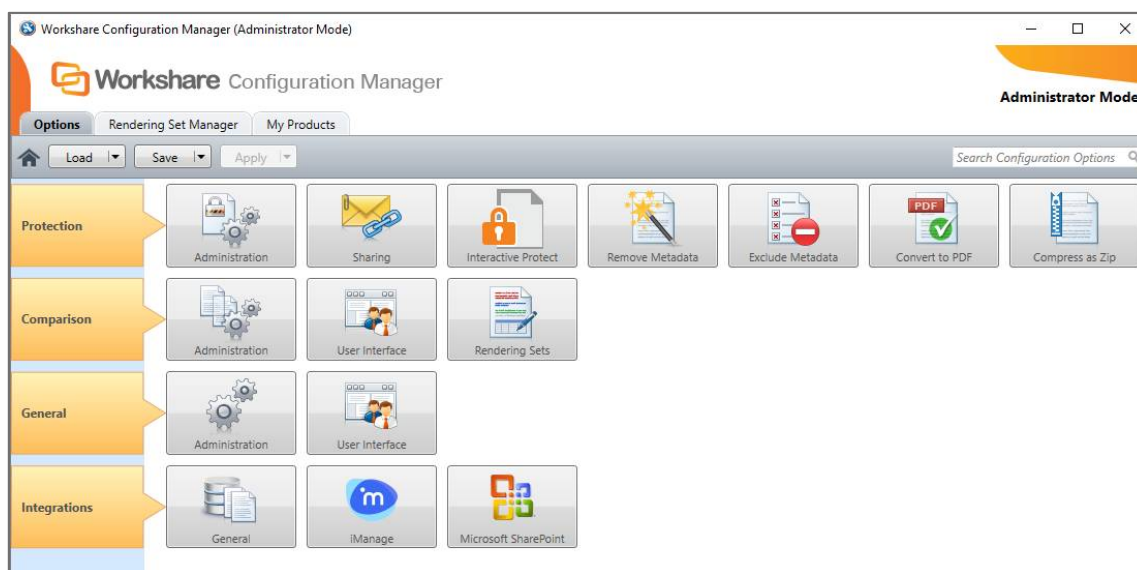 Workshare Configuration Manager (Administrator Mode)
Workshare Configuration Manager
Administrator Mode
Options Rendering Set Manager My Products
Load Save Apply Search Configuration Options
Protection
Administration Sharing Interactive Protect Remove Metadata Exclude Metadata Convert to PDF Compress as Zip
PDF
Comparison
Administration User Interface Rendering Sets
General
Administration User Interface
Integrations
General iManage Microsoft SharePoint
m